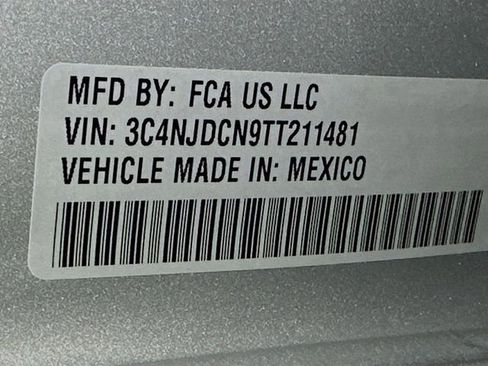 MFD BY: FCA US LLC
VIN: 3C4NJDCN9TT211481
VEHICLE MADE IN: MEXICO